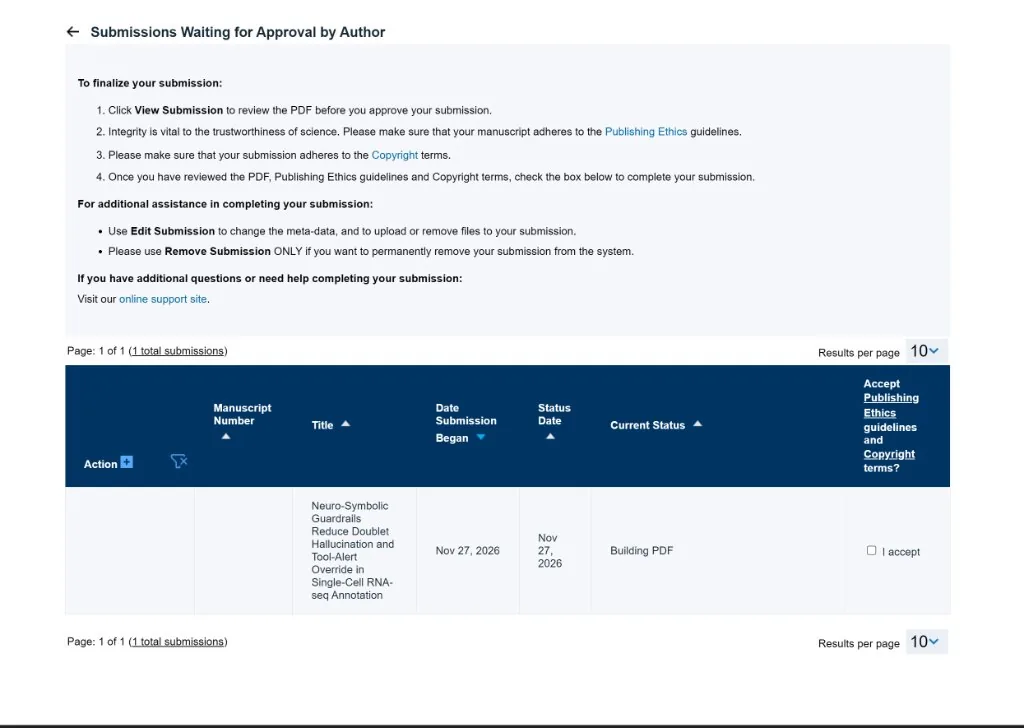 Submissions Waiting for Approval by Author
To finalize your submission:
1. Click View Submission to review the PDF before you approve your submission.
2. Integrity is vital to the trustworthiness of science. Please make sure that your manuscript adheres to the Publishing Ethics guidelines.
3. Please make sure that your submission adheres to the Copyright terms.
4. Once you have reviewed the PDF, Publishing Ethics guidelines and Copyright terms, check the box below to complete your submission.
For additional assistance in completing your submission:
• Use Edit Submission to change the meta-data, and to upload or remove files to your submission.
• Please use Remove Submission ONLY if you want to permanently remove your submission from the system.
If you have additional questions or need help completing your submission:
Visit our online support site.
Page: 1 of 1 (1 total submissions)
Results per page 10
Action
Manuscript
Number
Title
Date
Submission
Began
Status
Date
Current Status
Accept
Publishing
Ethics
guidelines
and
Copyright
terms?
Neuro-Symbolic
Guardrails
Reduce Doublet
Hallucination and
Tool-Alert
Override in
Single-Cell RNA-
seq Annotation
Nov 27, 2026
Nov
27,
2026
Building PDF
I accept
Page: 1 of 1 (1 total submissions)
Results per page 10